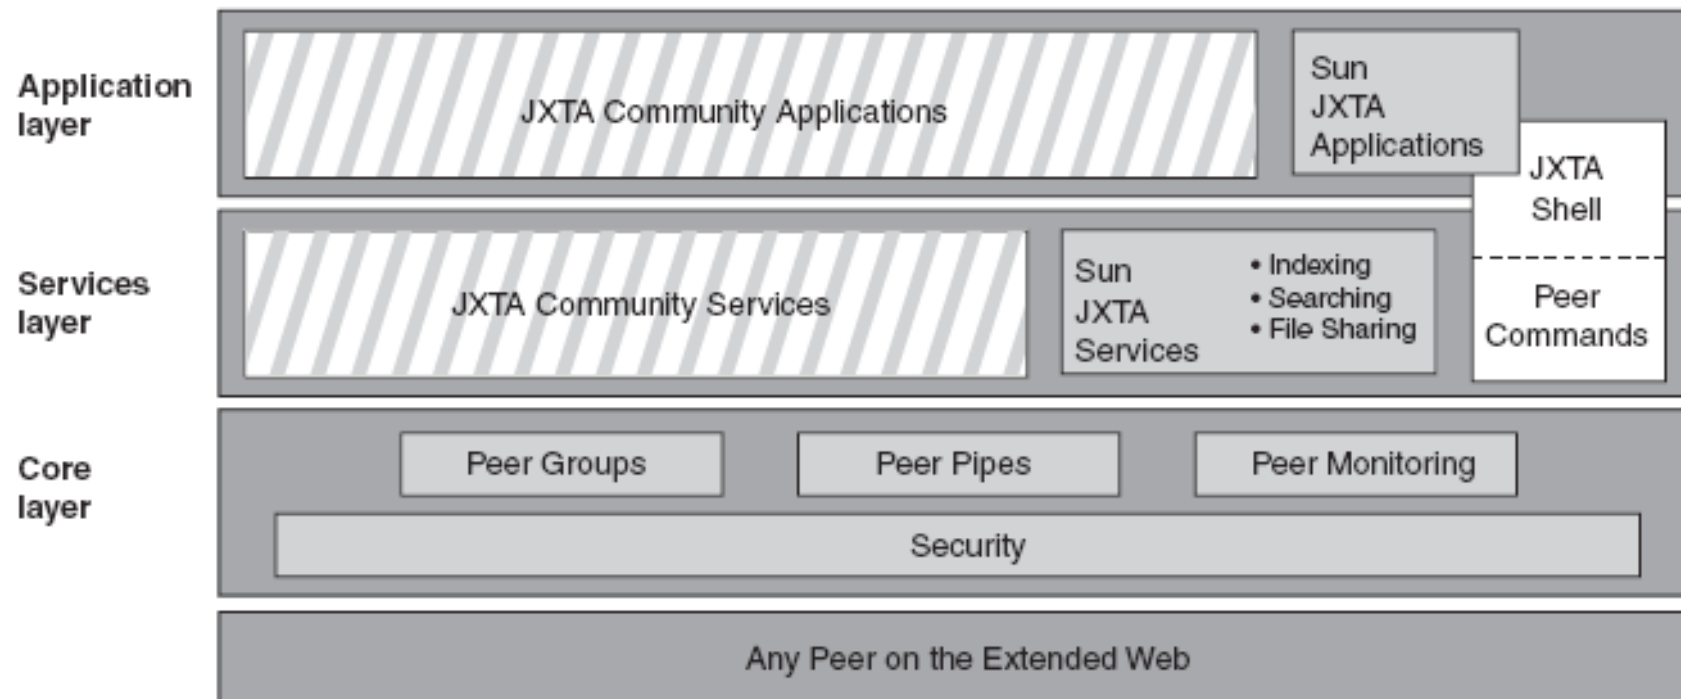 Application
layer
JXTA Community Applications
Sun
JXTA
Applications
JXTA
Shell
Services
layer
JXTA Community Services
Sun
JXTA
Services
• Indexing
• Searching
• File Sharing
Peer
Commands
Core
layer
Peer Groups
Peer Pipes
Peer Monitoring
Security
Any Peer on the Extended Web